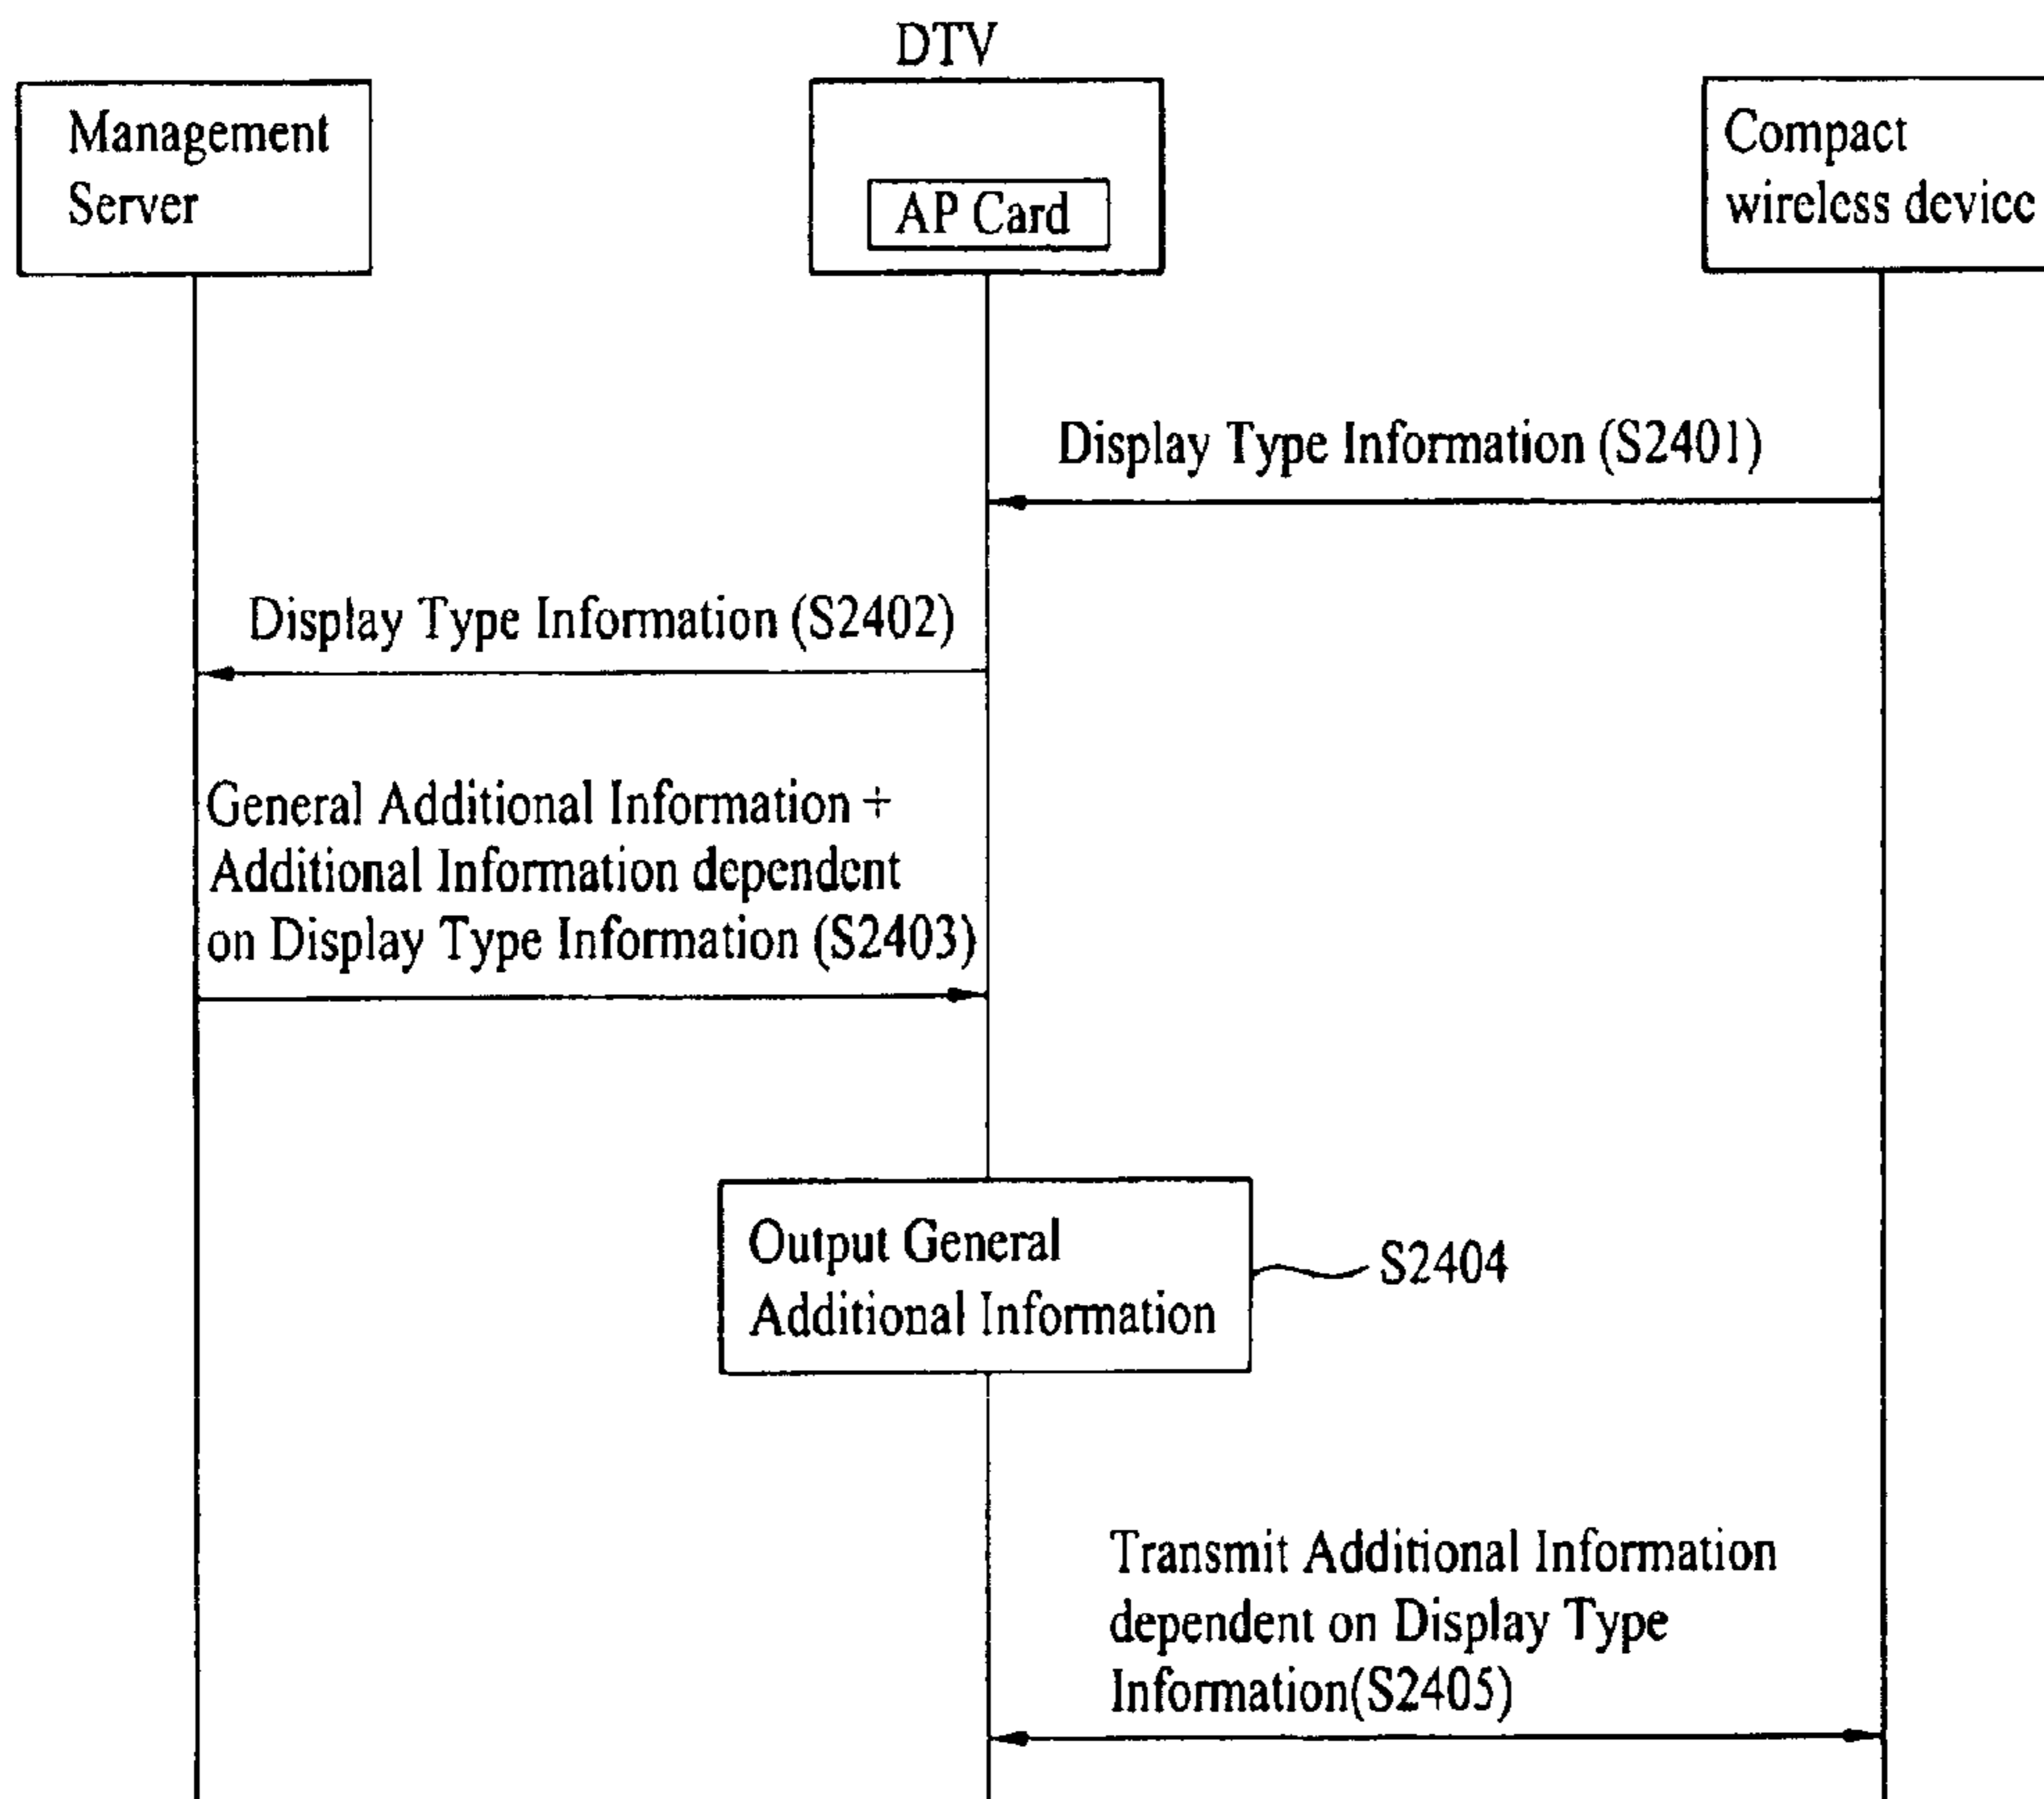 DTV
Management
Server
AP Card
Compact
wireless device
Display Type Information (S2401)
Display Type Information (S2402)
General Additional Information +
Additional Information dependent
on Display Type Information (S2403)
Output General
Additional Information
S2404
Transmit Additional Information
dependent on Display Type
Information(S2405)